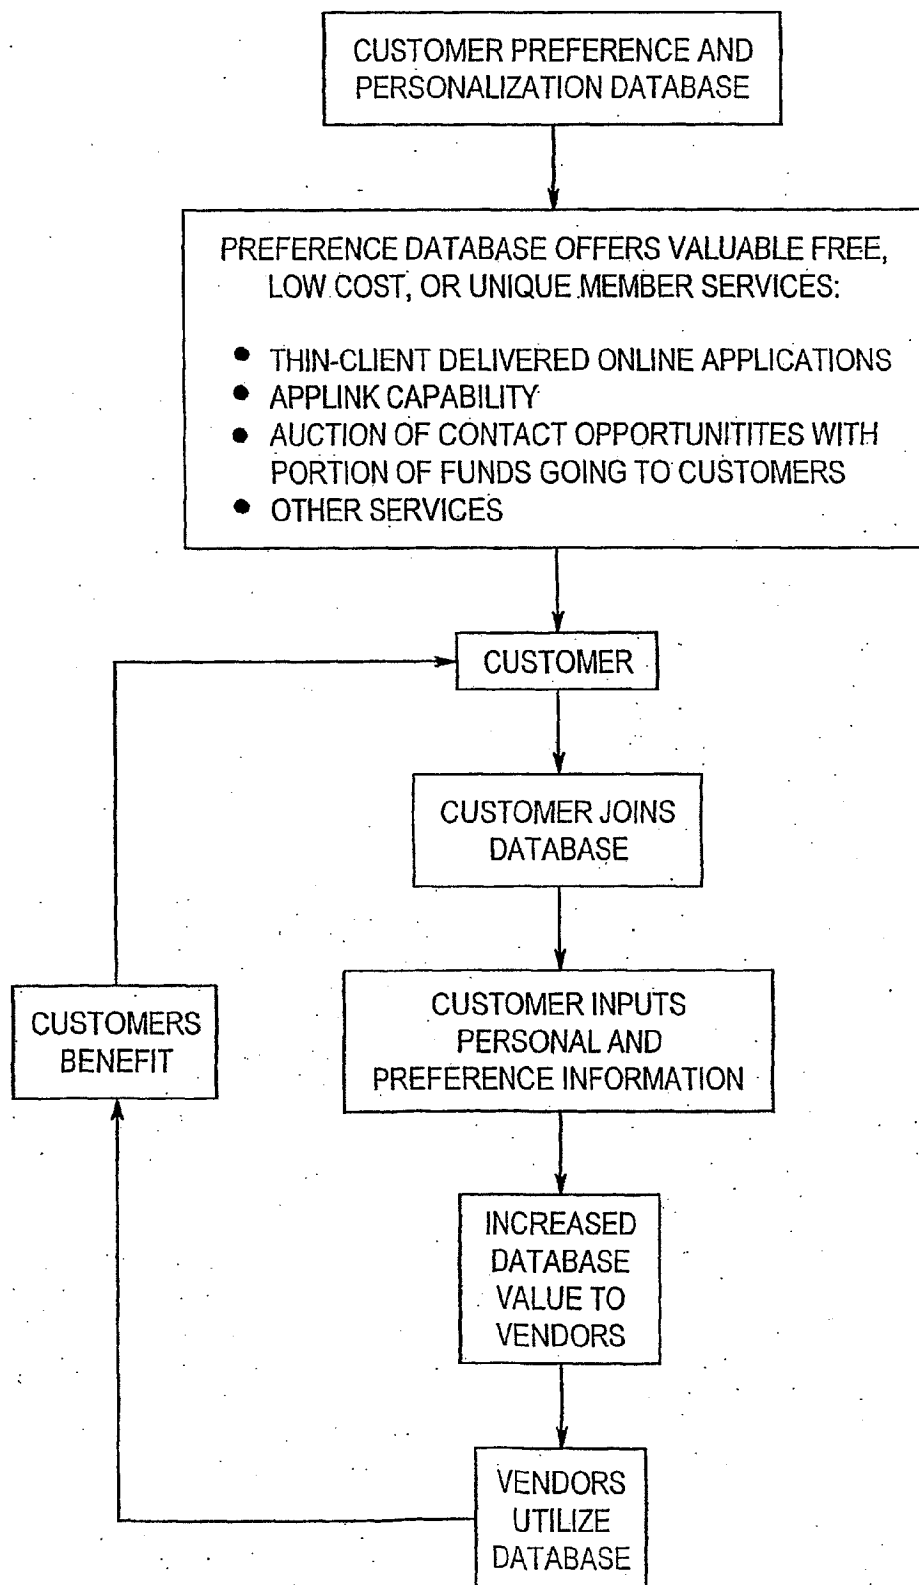 CUSTOMER PREFERENCE AND
PERSONALIZATION DATABASE
PREFERENCE DATABASE OFFERS VALUABLE FREE,
LOW COST, OR UNIQUE MEMBER SERVICES:
● THIN-CLIENT DELIVERED ONLINE APPLICATIONS
● APPLINK CAPABILITY
● AUCTION OF CONTACT OPPORTUNITITES WITH
PORTION OF FUNDS GOING TO CUSTOMERS
● OTHER SERVICES
CUSTOMER
CUSTOMER JOINS
DATABASE
CUSTOMERS
BENEFIT
CUSTOMER INPUTS
PERSONAL AND
PREFERENCE INFORMATION
INCREASED
DATABASE
VALUE TO
VENDORS
VENDORS
UTILIZE
DATABASE